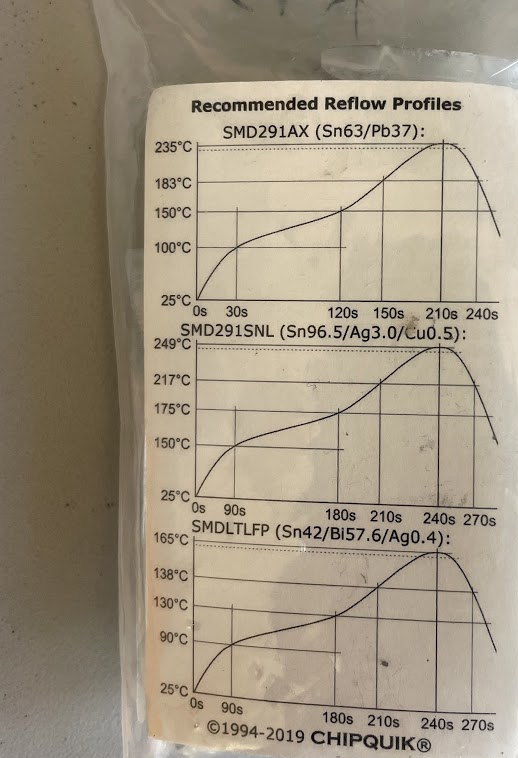 Recommended Reflow Profiles
SMD291AX (Sn63/Pb37):
235°C
183°C
150°C
100°C
25°C
0s 30s 120s 150s 210s 240s
SMD291SNL (Sn96.5/Ag3.0/Cu0.5):
249°C
217°C
175°C
150°C
25°C
0s 90s 180s 210s 240s 270s
SMDLTLFP (Sn42/Bi57.6/Ag0.4):
165°C
138°C
130°C
90°C
25°C
0s 90s 180s 210s 240s 270s
©1994-2019 CHIPQUIK®